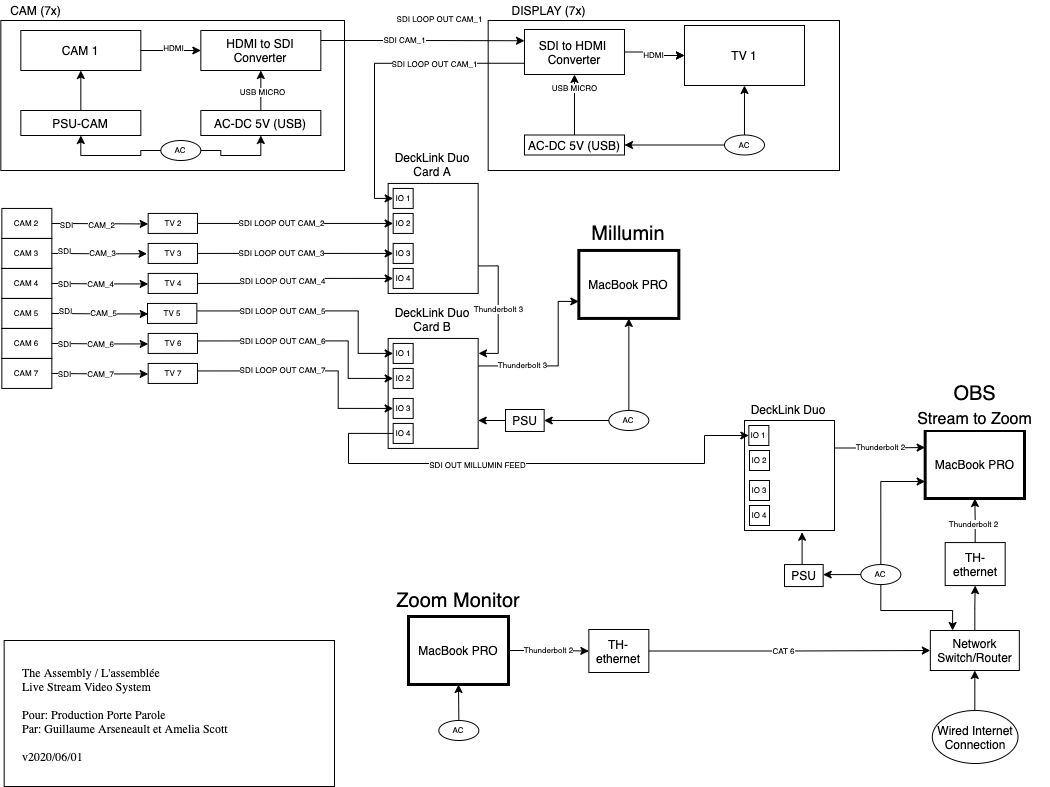 CAM (7x)
CAM 1
HDMI
HDMI to SDI
Converter
USB MICRO
PSU-CAM
AC-DC 5V (USB)
AC
SDI LOOP OUT CAM_1
SDI CAM_1
SDI LOOP OUT CAM_1
DISPLAY (7x)
SDI to HDMI
Converter
HDMI
TV 1
USB MICRO
AC-DC 5V (USB)
AC
DeckLink Duo
Card A
IO 1
IO 2
IO 3
IO 4
CAM 2
SDI
CAM_2
TV 2
SDI LOOP OUT CAM_2
CAM 3
SDI
CAM_3
TV 3
SDI LOOP OUT CAM_3
CAM 4
SDI
CAM_4
TV 4
SDI LOOP OUT CAM_4
CAM 5
SDI
CAM_5
TV 5
SDI LOOP OUT CAM_5
CAM 6
SDI
CAM_6
TV 6
SDI LOOP OUT CAM_6
CAM 7
SDI
CAM_7
TV 7
SDI LOOP OUT CAM_7
Thunderbolt 3
DeckLink Duo
Card B
IO 1
IO 2
IO 3
IO 4
Thunderbolt 3
Millumin
MacBook PRO
PSU
AC
SDI OUT MILLUMIN FEED
DeckLink Duo
IO 1
IO 2
IO 3
IO 4
Thunderbolt 2
OBS
Stream to Zoom
MacBook PRO
Thunderbolt 2
PSU
AC
TH-
ethernet
Zoom Monitor
MacBook PRO
Thunderbolt 2
TH-
ethernet
CAT 6
Network
Switch/Router
AC
Wired Internet
Connection
The Assembly / L'assemblée
Live Stream Video System
Pour: Production Porte Parole
Par: Guillaume Arseneault et Amelia Scott
v2020/06/01